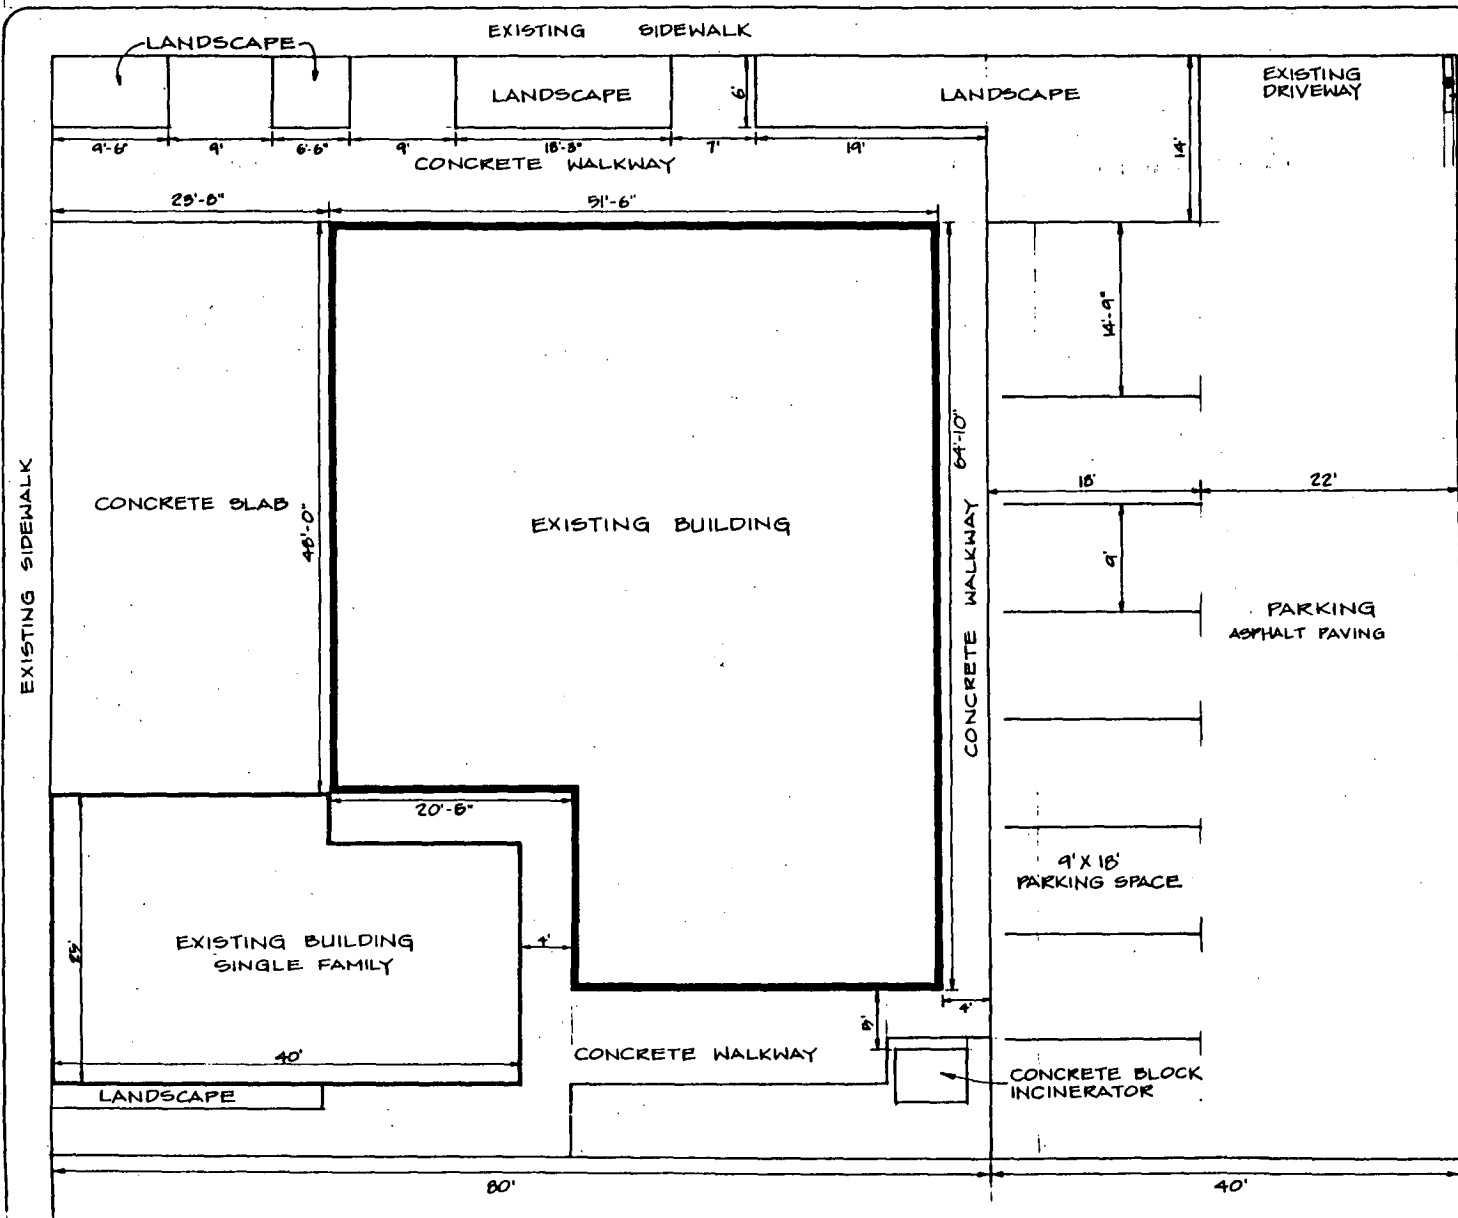 EXISTING SIDEWALK
LANDSCAPE
LANDSCAPE
LANDSCAPE
EXISTING
DRIVEWAY
6'
14'
9'-6"
9'
6'-6"
9'
18'-3"
7'
19'
CONCRETE WALKWAY
23'-8"
51'-6"
14'-9"
64'-10"
48'-0"
18'
22'
CONCRETE SLAB
EXISTING BUILDING
EXISTING SIDEWALK
CONCRETE WALKWAY
9'
PARKING
ASPHALT PAVING
20'-8"
9' X 18'
PARKING SPACE
EXISTING BUILDING
SINGLE FAMILY
25'
4'
4'
5'
40'
CONCRETE WALKWAY
CONCRETE BLOCK
INCINERATOR
LANDSCAPE
80'
40'